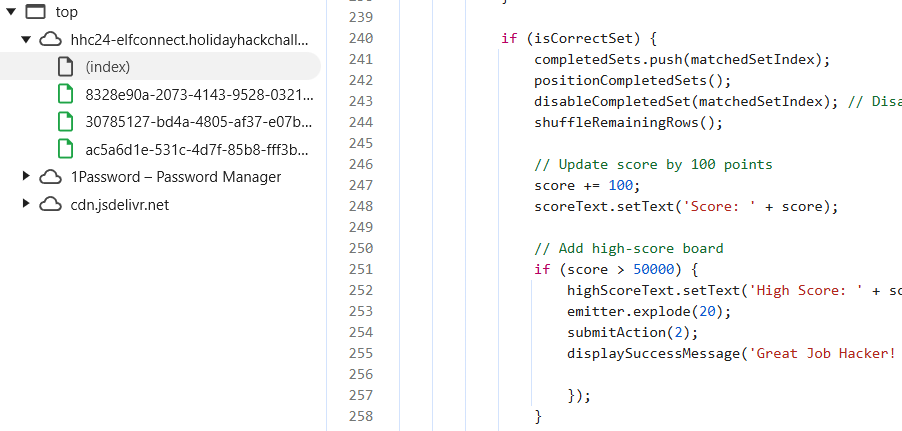 top
hhc24-elfconnect.holidayhackchall...
(index)
8328e90a-2073-4143-9528-0321...
30785127-bd4a-4805-af37-e07b...
ac5a6d1e-531c-4d7f-85b8-fff3b...
1Password – Password Manager
cdn.jsdelivr.net
239
240 if (isCorrectSet) {
241 completedSets.push(matchedSetIndex);
242 positionCompletedSets();
243 disableCompletedSet(matchedSetIndex); // Disa
244 shuffleRemainingRows();
245
246 // Update score by 100 points
247 score += 100;
248 scoreText.setText('Score: ' + score);
249
250 // Add high-score board
251 if (score > 50000) {
252 highScoreText.setText('High Score: ' + sc
253 emitter.explode(20);
254 submitAction(2);
255 displaySuccessMessage('Great Job Hacker!
256
257 });
258 }